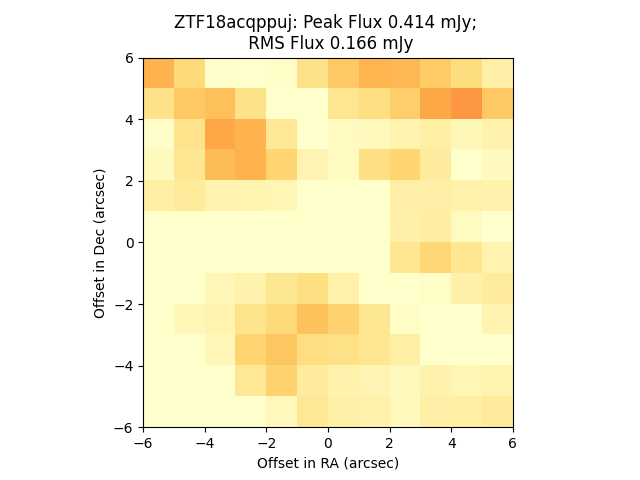 ZTF18acqppuj: Peak Flux 0.414 mJy;
RMS Flux 0.166 mJy
6
4
2
0
−2
−4
−6
Offset in Dec (arcsec)
−6 −4 −2 0 2 4 6
Offset in RA (arcsec)